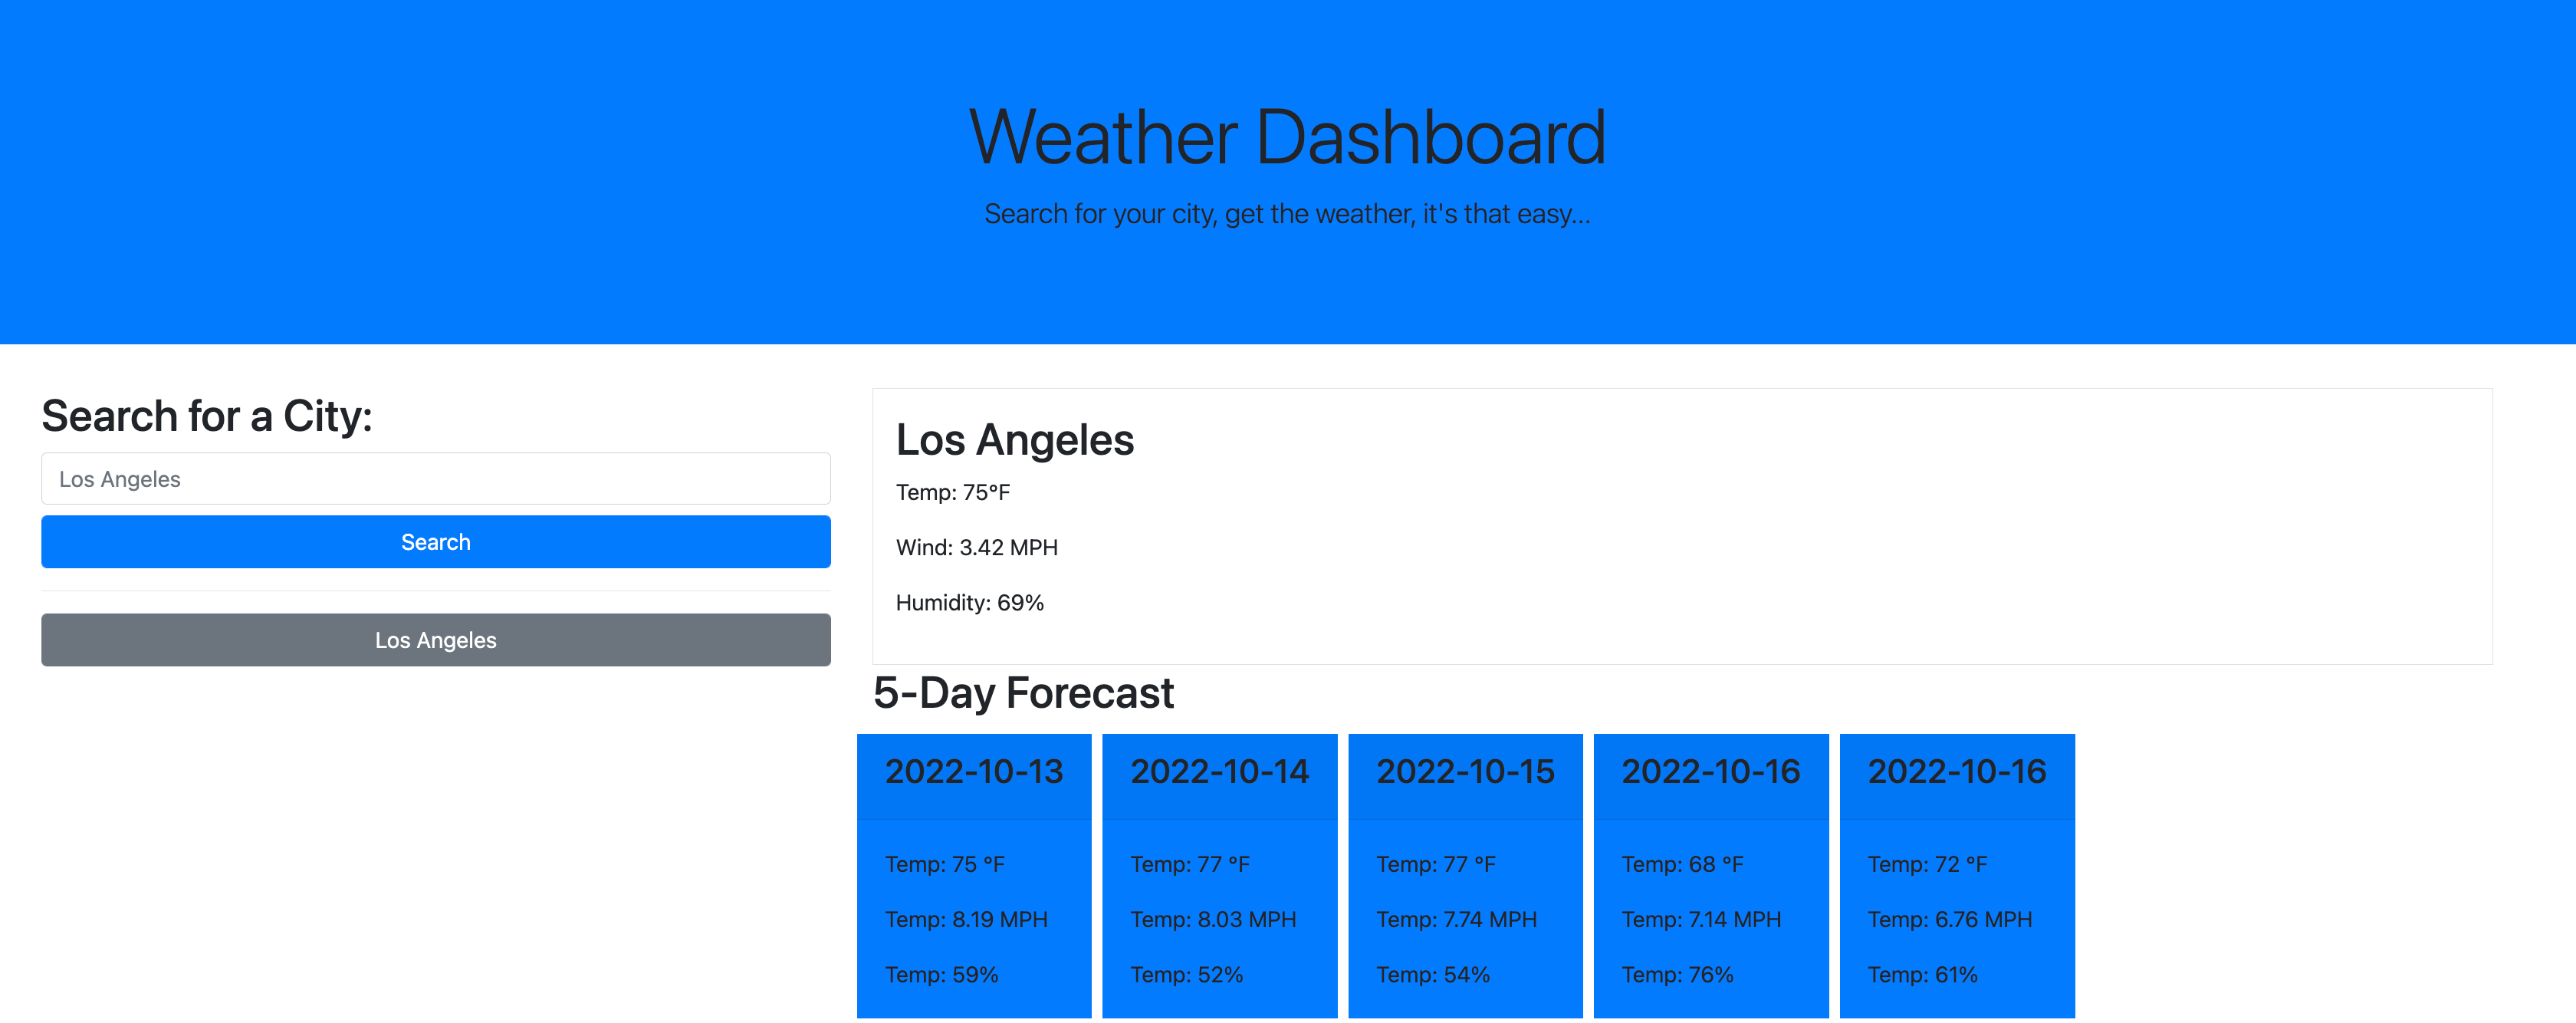 Weather Dashboard
Search for your city, get the weather, it's that easy...
Search for a City:
Los Angeles
Search
Los Angeles
Los Angeles
Temp: 75°F
Wind: 3.42 MPH
Humidity: 69%
5-Day Forecast
2022-10-13
Temp: 75 °F
Temp: 8.19 MPH
Temp: 59%
2022-10-14
Temp: 77 °F
Temp: 8.03 MPH
Temp: 52%
2022-10-15
Temp: 77 °F
Temp: 7.74 MPH
Temp: 54%
2022-10-16
Temp: 68 °F
Temp: 7.14 MPH
Temp: 76%
2022-10-16
Temp: 72 °F
Temp: 6.76 MPH
Temp: 61%